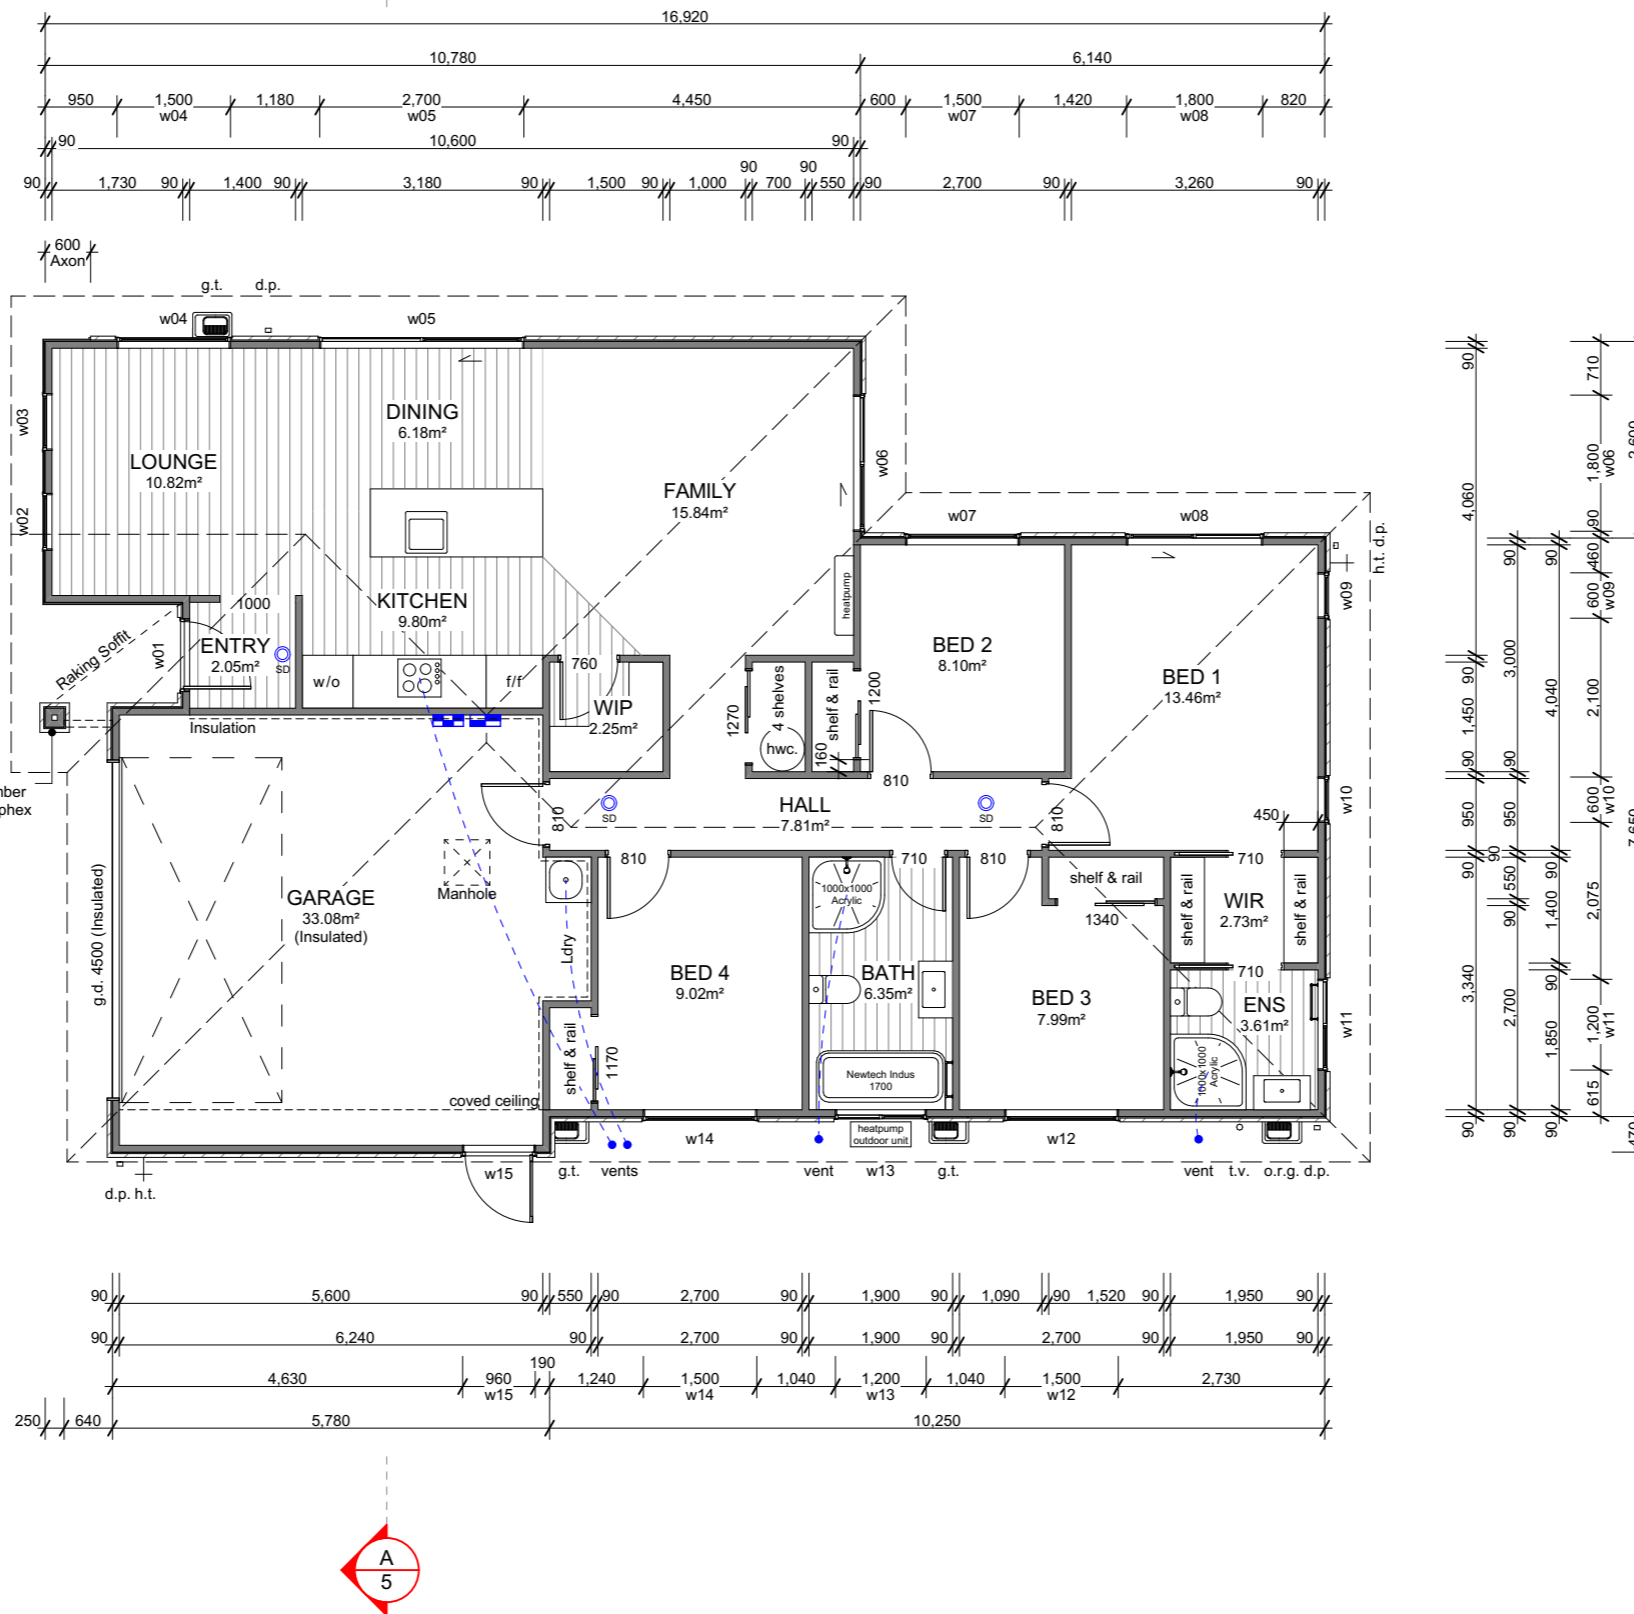 16,920
10,780 6,140
950 1,500 1,180 2,700 4,450 600 1,500 1,420 1,800 820
w04 w05 w07 w08
90 10,600 90
90 90
90 1,730 90 1,400 90 3,180 90 1,500 90 1,000 700 550 90 2,700 90 3,260 90
600
Axon
g.t. d.p.
w04 w05
w03
w02
w01
LOUNGE
10.82m²
DINING
6.18m²
FAMILY
15.84m²
w06
w07 w08
h.t. d.p.
w09
w10
w11
KITCHEN
9.80m²
1000
ENTRY
2.05m²
SD
Raking Soffit
w/o
f/f
760
WIP
2.25m²
1270
4 shelves
hwc.
shelf & rail
160
1200
heatpump
BED 2
8.10m²
BED 1
13.46m²
Insulation
mber
phex
810
SD
HALL
7.81m²
810
SD
810
450
g.d. 4500 (Insulated)
GARAGE
33.08m²
(Insulated)
Manhole
Ldry
810
1000x1000
Acrylic
710
810
shelf & rail
1340
710
shelf & rail
WIR
2.73m²
shelf & rail
710
BED 4
9.02m²
BATH
6.35m²
BED 3
7.99m²
ENS
3.61m²
1000x1000
Acrylic
shelf & rail
1170
Newtech Indus
1700
coved ceiling
heatpump
outdoor unit
w15 g.t. vents w14 vent w13 g.t. w12 vent t.v. o.r.g. d.p.
d.p. h.t.
90 4,060 90 1,450 90 950 90 3,340 90
90 3,000 90 950 90 550 90 2,700 90
90 4,040 90 1,400 90 1,850 90
710 1,800 90 460 600 2,100 600 2,075 1,200 615
w06 w09 w10 w11
2,600 7,650 470
90 5,600 90 550 90 2,700 90 1,900 90 1,090 90 1,520 90 1,950 90
90 6,240 90 2,700 90 1,900 90 2,700 90 1,950 90
4,630 960 190 1,240 1,500 1,040 1,200 1,040 1,500 2,730
w15 w14 w13 w12
250 640 5,780 10,250
A
5